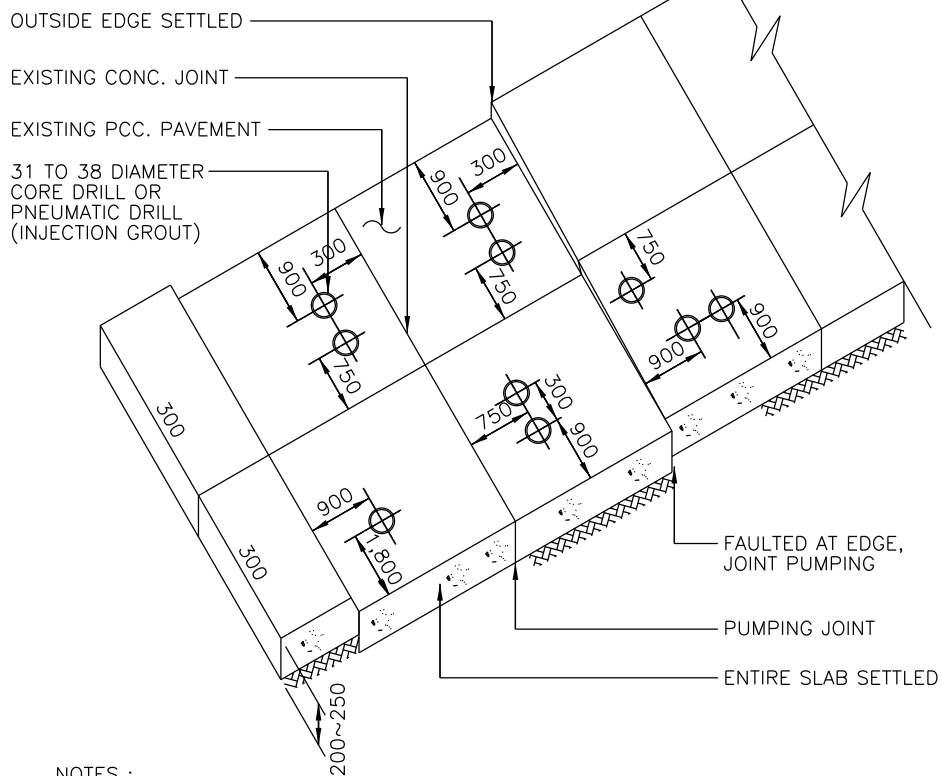 OUTSIDE EDGE SETTLED
EXISTING CONC. JOINT
EXISTING PCC. PAVEMENT
31 TO 38 DIAMETER
CORE DRILL OR
PNEUMATIC DRILL
(INJECTION GROUT)
300
900
750
300
900
750
750
900
900
300
750
300
900
900
1,800
300
300
200~250
FAULTED AT EDGE,
JOINT PUMPING
PUMPING JOINT
ENTIRE SLAB SETTLED
NOTES :